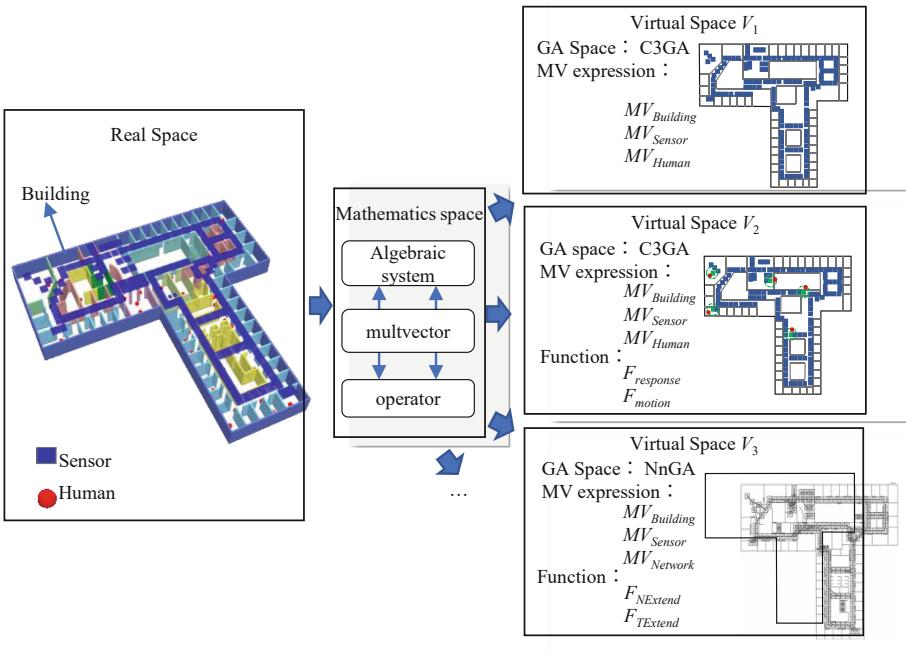 Real Space
Building
Sensor
Human
Mathematics space
Algebraic
system
multvector
operator
...
Virtual Space V1
GA Space： C3GA
MV expression：
MVBuilding
MVSensor
MVHuman
Virtual Space V2
GA space： C3GA
MV expression：
MVBuilding
MVSensor
MVHuman
Function：
Fresponse
Fmotion
Virtual Space V3
GA Space： NnGA
MV expression：
MVBuilding
MVSensor
MVNetwork
Function：
FNExtend
FTExtend